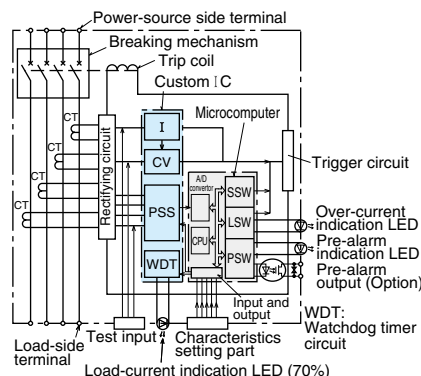 Power-source side terminal
Breaking mechanism
Trip coil
Custom IC
Microcomputer
CT
CT
CT
CT
Rectifying circuit
I
CV
PSS
WDT
A/D
convertor
CPU
SSW
LSW
PSW
Trigger circuit
Over-current
indication LED
Pre-alarm
indication LED
Pre-alarm
output (Option)
Input and
output
WDT:
Watchdog timer
circuit
Load-side
terminal
Test input
Characteristics
setting part
Load-current indication LED (70%)